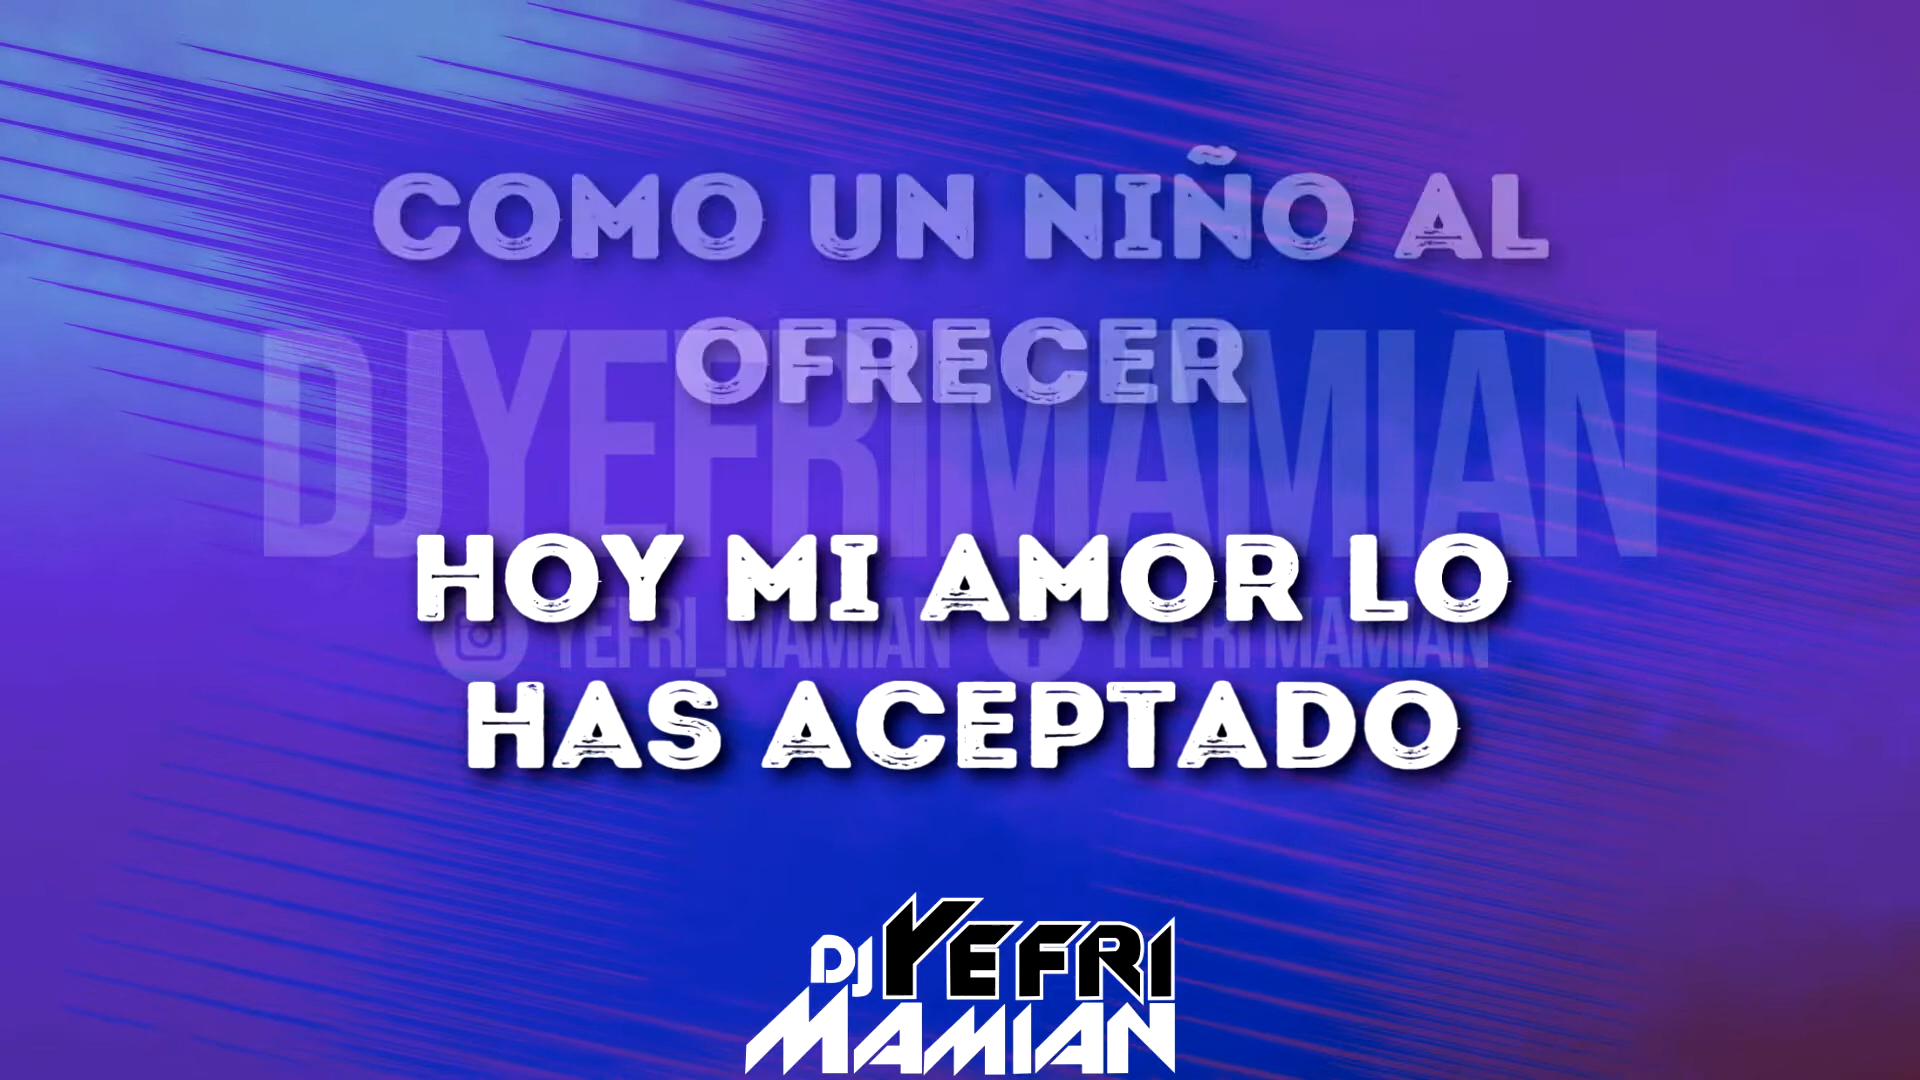 COMO UN NIÑO AL
OFRECER
DJYEFRIMAMIAN
HOY MI AMOR LO
YEFRI_MAMIAN YEFRI MAMIAN
HAS ACEPTADO
DJ YEFRI
MAMIAN